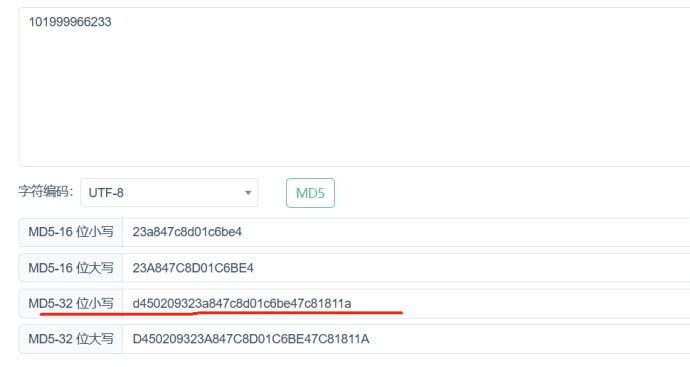 101999966233
字符编码： UTF-8 MD5
MD5-16 位小写 23a847c8d01c6be4
MD5-16 位大写 23A847C8D01C6BE4
MD5-32 位小写 d450209323a847c8d01c6be47c81811a
MD5-32 位大写 D450209323A847C8D01C6BE47C81811A